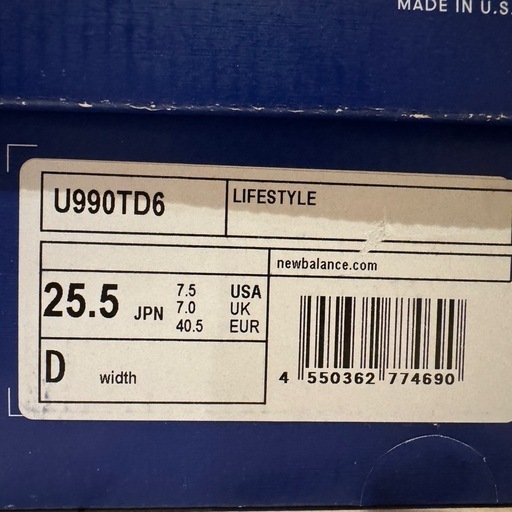 MADE IN U.S.
U990TD6
LIFESTYLE
newbalance.com
25.5 JPN
7.5 USA
7.0 UK
40.5 EUR
D width
4 550362 774690